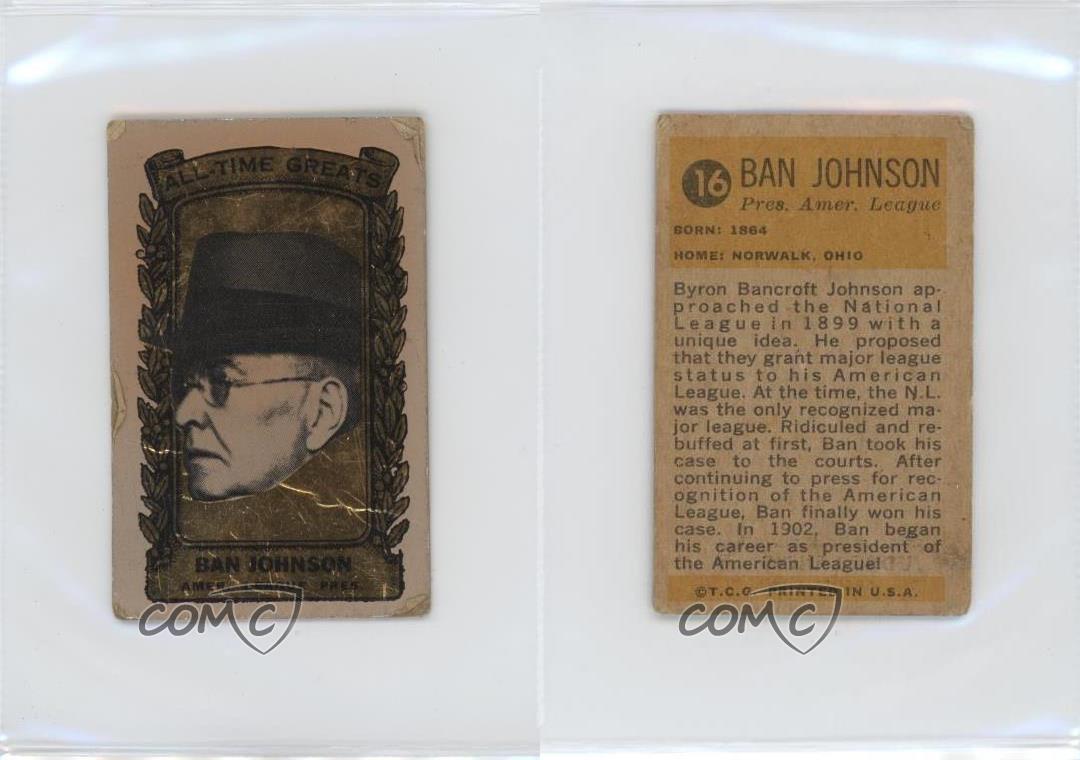 ALL-TIME GREATS
BAN JOHNSON
AMER. LEAGUE PRES.
COMC
16 BAN JOHNSON
Pres. Amer. League
BORN: 1864
HOME: NORWALK, OHIO
Byron Bancroft Johnson ap-
proached the National
League in 1899 with a
unique idea. He proposed
that they grant major league
status to his American
League. At the time, the N.L.
was the only recognized ma-
jor league. Ridiculed and re-
buffed at first, Ban took his
case to the courts. After
continuing to press for rec-
ognition of the American
League, Ban finally won his
case. In 1902, Ban began
his career as president of
the American League!
©T.C.G. PRINTED IN U.S.A.
COMC